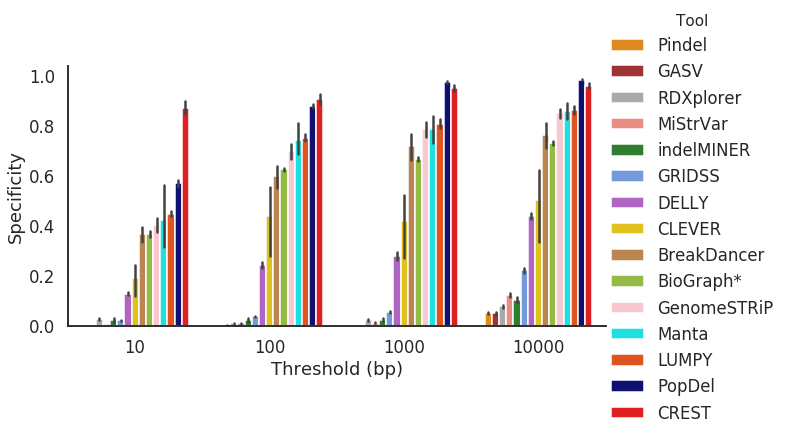 Tool
Pindel
GASV
RDXplorer
MiStrVar
indelMINER
GRIDSS
DELLY
CLEVER
BreakDancer
BioGraph*
GenomeSTRiP
Manta
LUMPY
PopDel
CREST
Specificity
1.0
0.8
0.6
0.4
0.2
0.0
10 100 1000 10000
Threshold (bp)